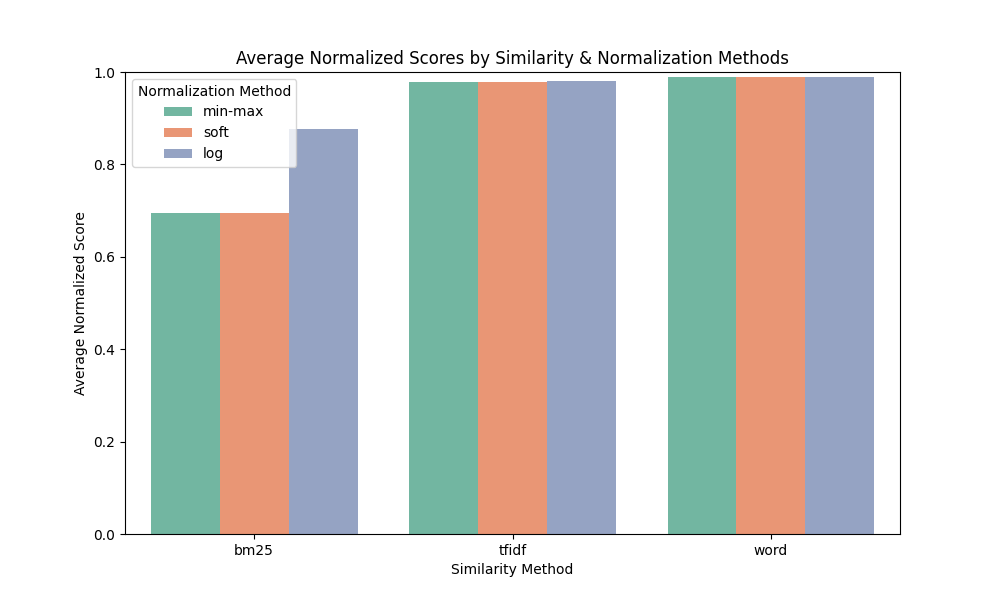 Average Normalized Scores by Similarity & Normalization Methods
1.0
0.8
0.6
0.4
0.2
0.0
Average Normalized Score
Normalization Method
min-max
soft
log
bm25
tfidf
word
Similarity Method